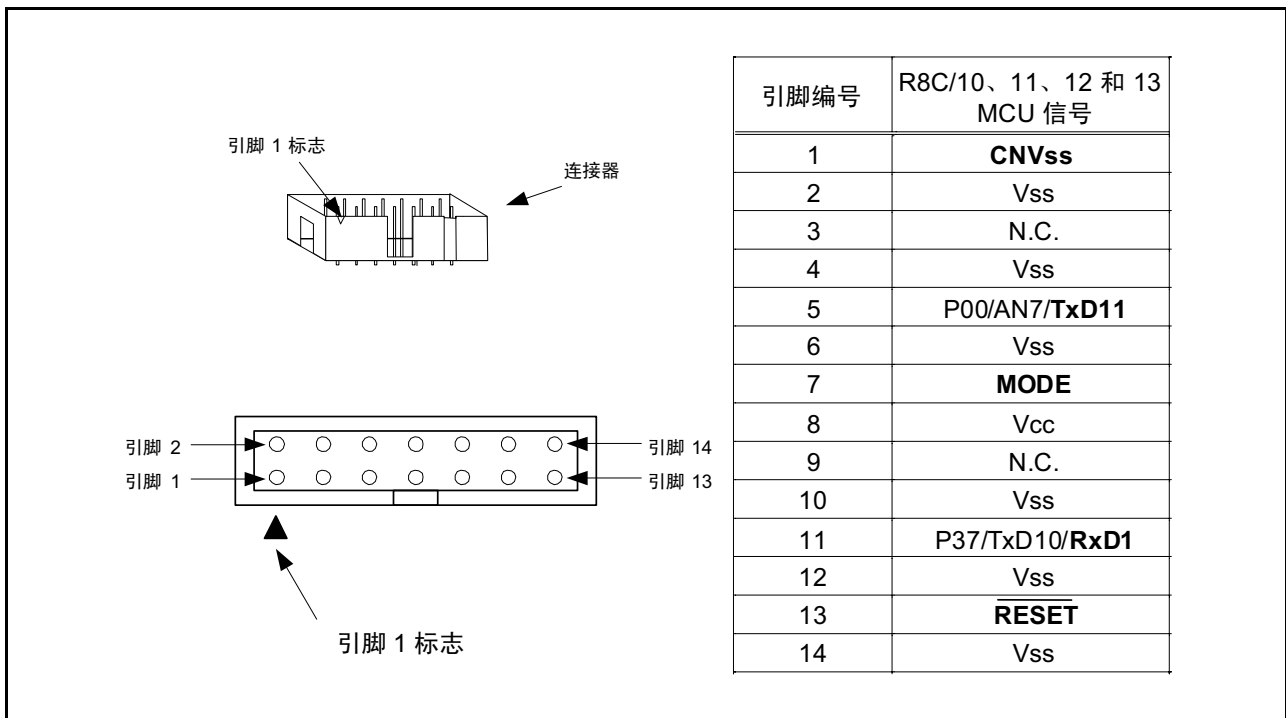 引脚 1 标志
连接器
引脚 2
引脚 14
引脚 1
引脚 13
引脚 1 标志
引脚编号 R8C/10、11、12 和 13 MCU 信号
1 CNVss
2 Vss
3 N.C.
4 Vss
5 P00/AN7/TxD11
6 Vss
7 MODE
8 Vcc
9 N.C.
10 Vss
11 P37/TxD10/RxD1
12 Vss
13 RESET
14 Vss